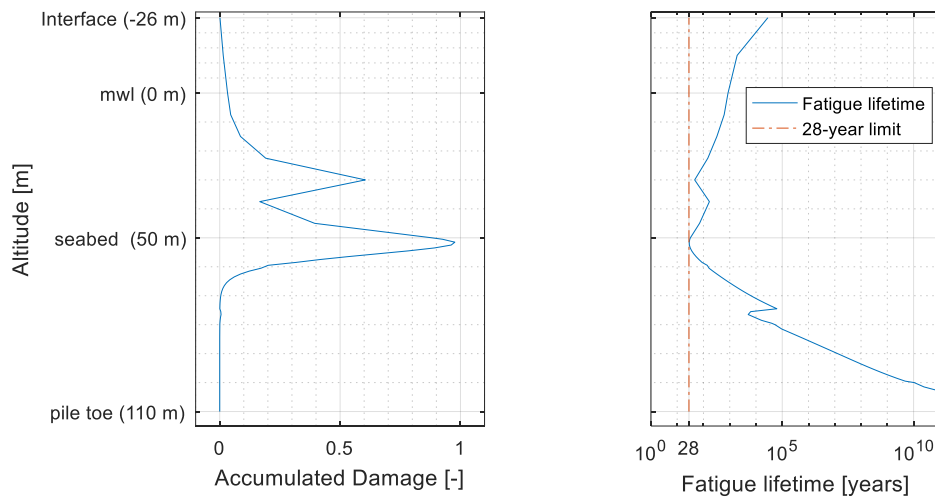 Interface (-26 m)
mwl (0 m)
seabed  (50 m)
pile toe (110 m)
Altitude [m]
0
0.5
1
Accumulated Damage [-]
Fatigue lifetime
28-year limit
10^0
28
10^5
10^10
Fatigue lifetime [years]